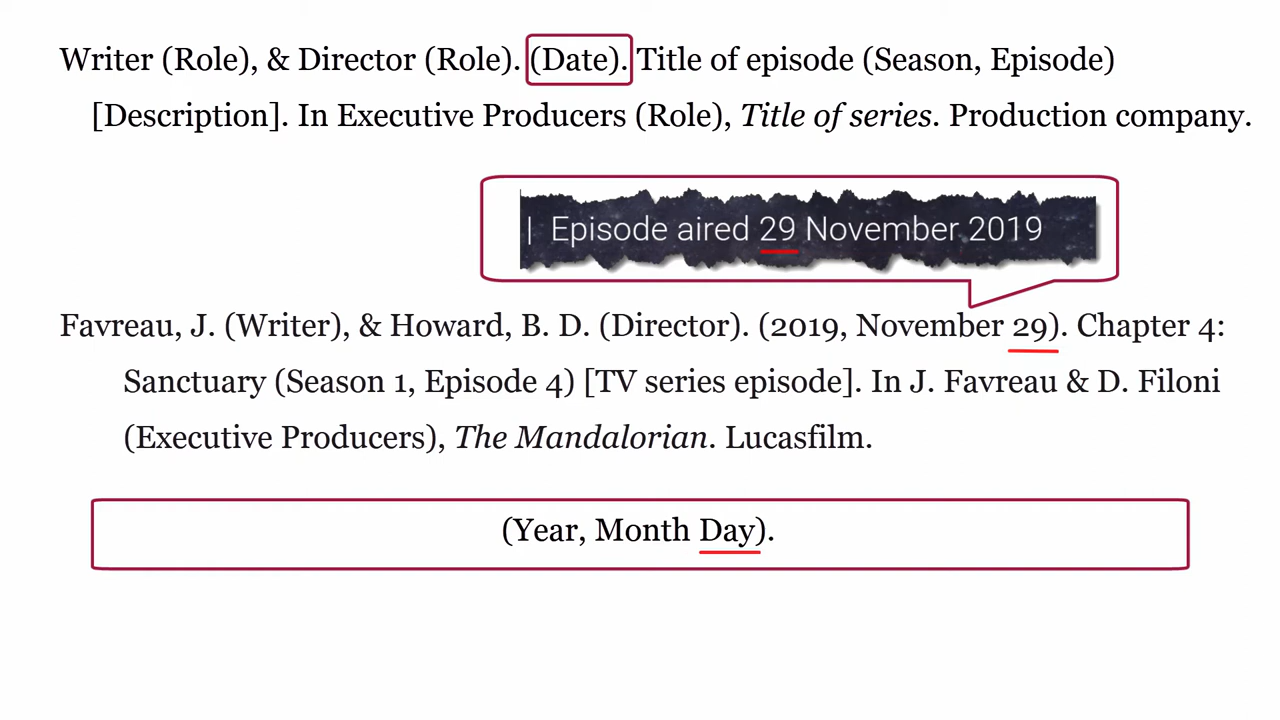 Writer (Role), & Director (Role). (Date). Title of episode (Season, Episode)
[Description]. In Executive Producers (Role), Title of series. Production company.
| Episode aired 29 November 2019
Favreau, J. (Writer), & Howard, B. D. (Director). (2019, November 29). Chapter 4:
Sanctuary (Season 1, Episode 4) [TV series episode]. In J. Favreau & D. Filoni
(Executive Producers), The Mandalorian. Lucasfilm.
(Year, Month Day).